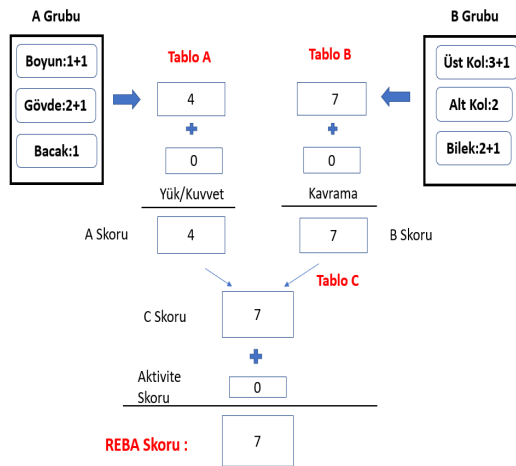 A Grubu
B Grubu
Boyun:1+1
Gövde:2+1
Bacak:1
Tablo A
Tablo B
Üst Kol:3+1
Alt Kol:2
Bilek:2+1
4
7
+
+
0
0
Yük/Kuvvet
Kavrama
A Skoru
4
7
B Skoru
Tablo C
C Skoru
7
+
Aktivite
Skoru
0
REBA Skoru :
7